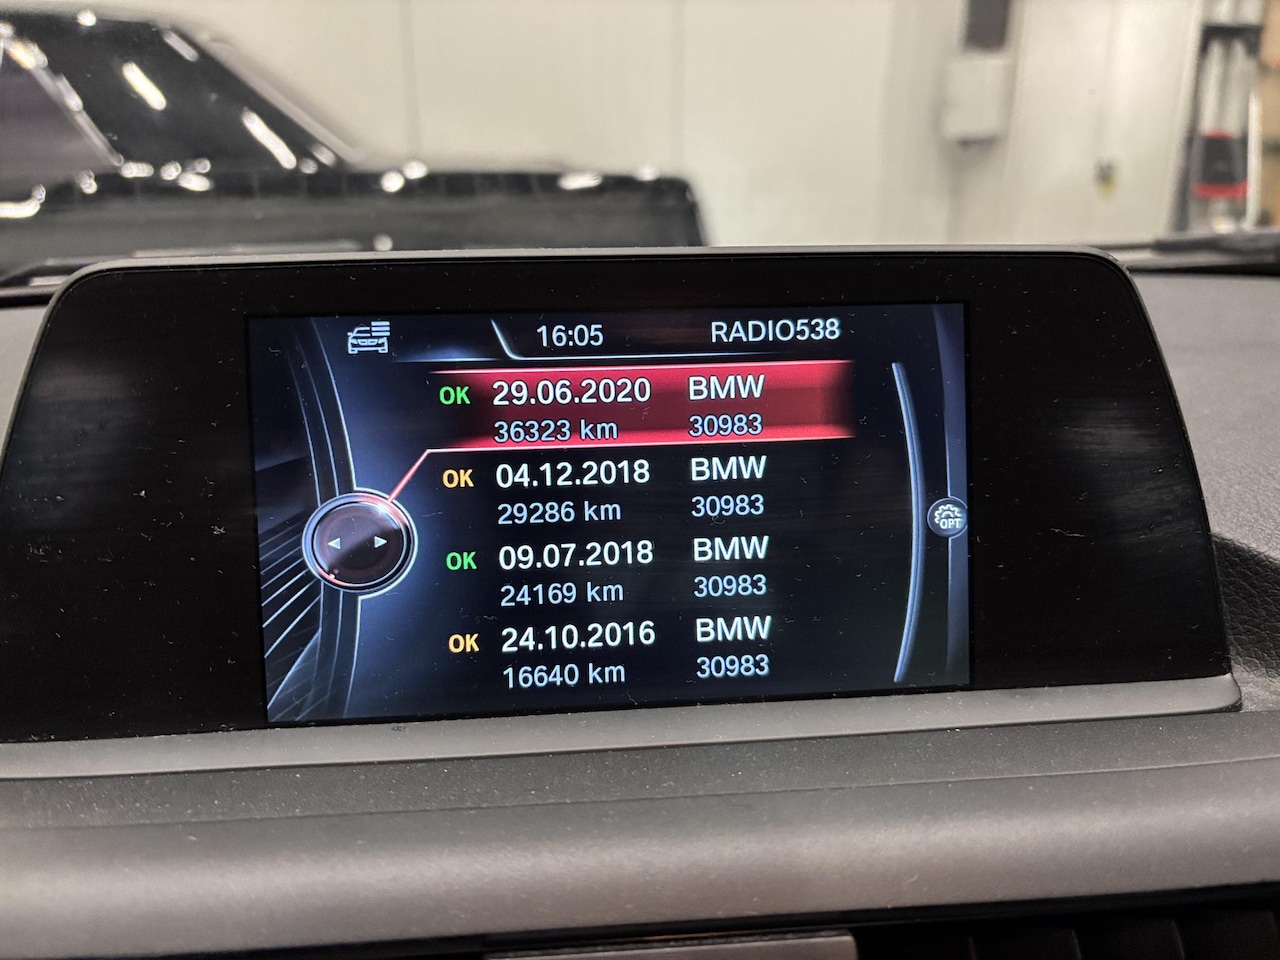 16:05 RADIO538
OK 29.06.2020 BMW
36323 km 30983
OK 04.12.2018 BMW
29286 km 30983
OK 09.07.2018 BMW
24169 km 30983
OK 24.10.2016 BMW
16640 km 30983
OPT